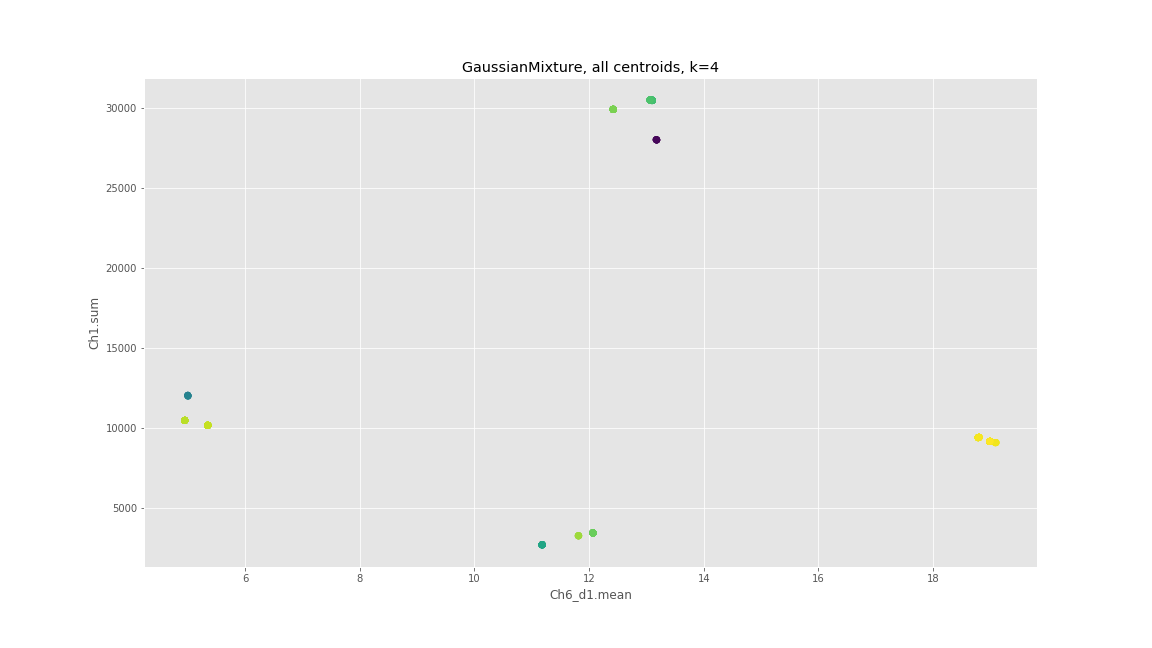 GaussianMixture, all centroids, k=4
30000
25000
20000
15000
10000
5000
Ch1.sum
6 8 10 12 14 16 18
Ch6_d1.mean